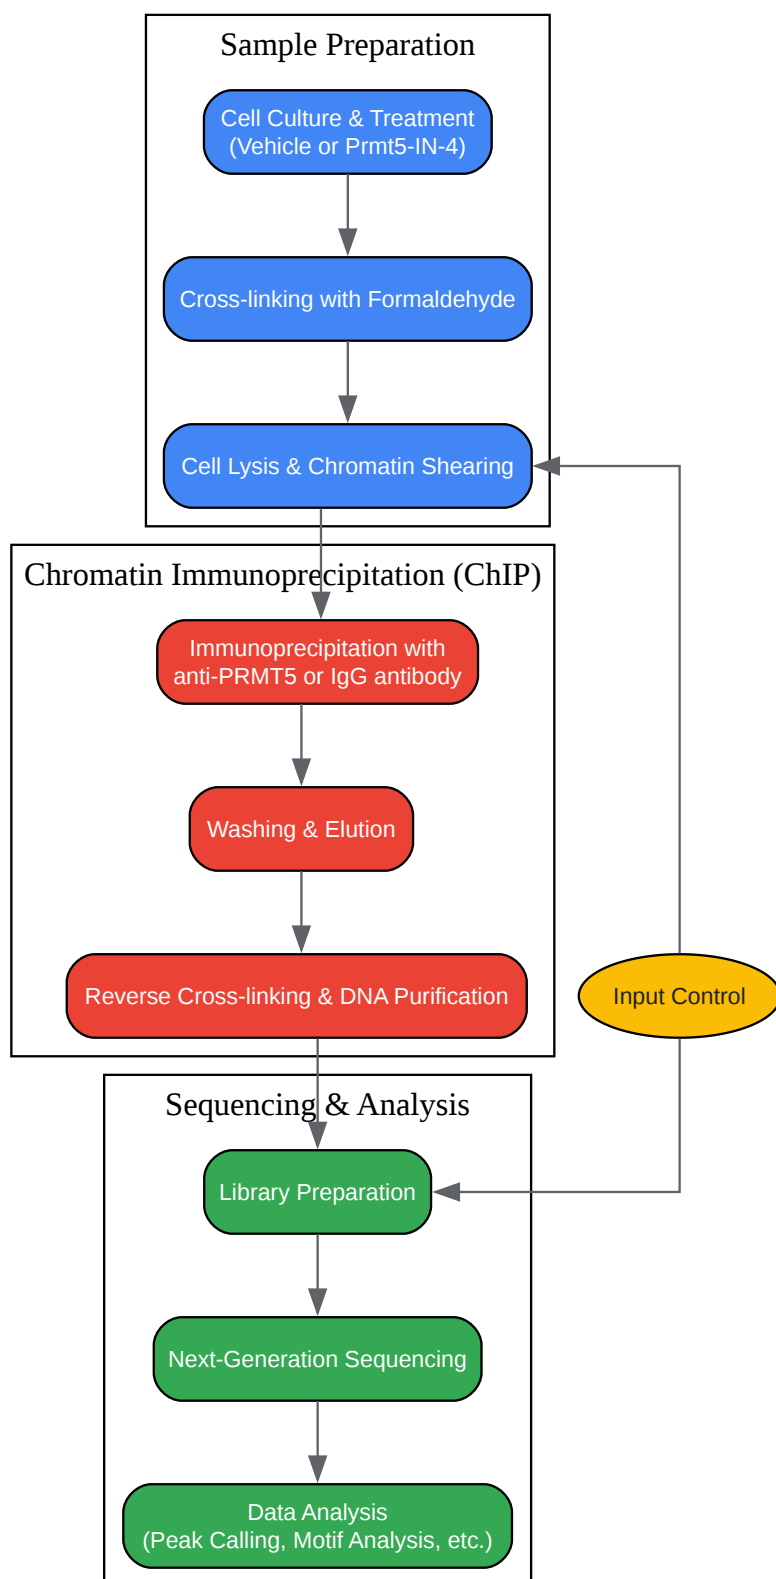 Sample Preparation
Cell Culture & Treatment
(Vehicle or Prmt5-IN-4)
Cross-linking with Formaldehyde
Cell Lysis & Chromatin Shearing
Chromatin Immunoprecipitation (ChIP)
Immunoprecipitation with
anti-PRMT5 or IgG antibody
Washing & Elution
Reverse Cross-linking & DNA Purification
Input Control
Sequencing & Analysis
Library Preparation
Next-Generation Sequencing
Data Analysis
(Peak Calling, Motif Analysis, etc.)